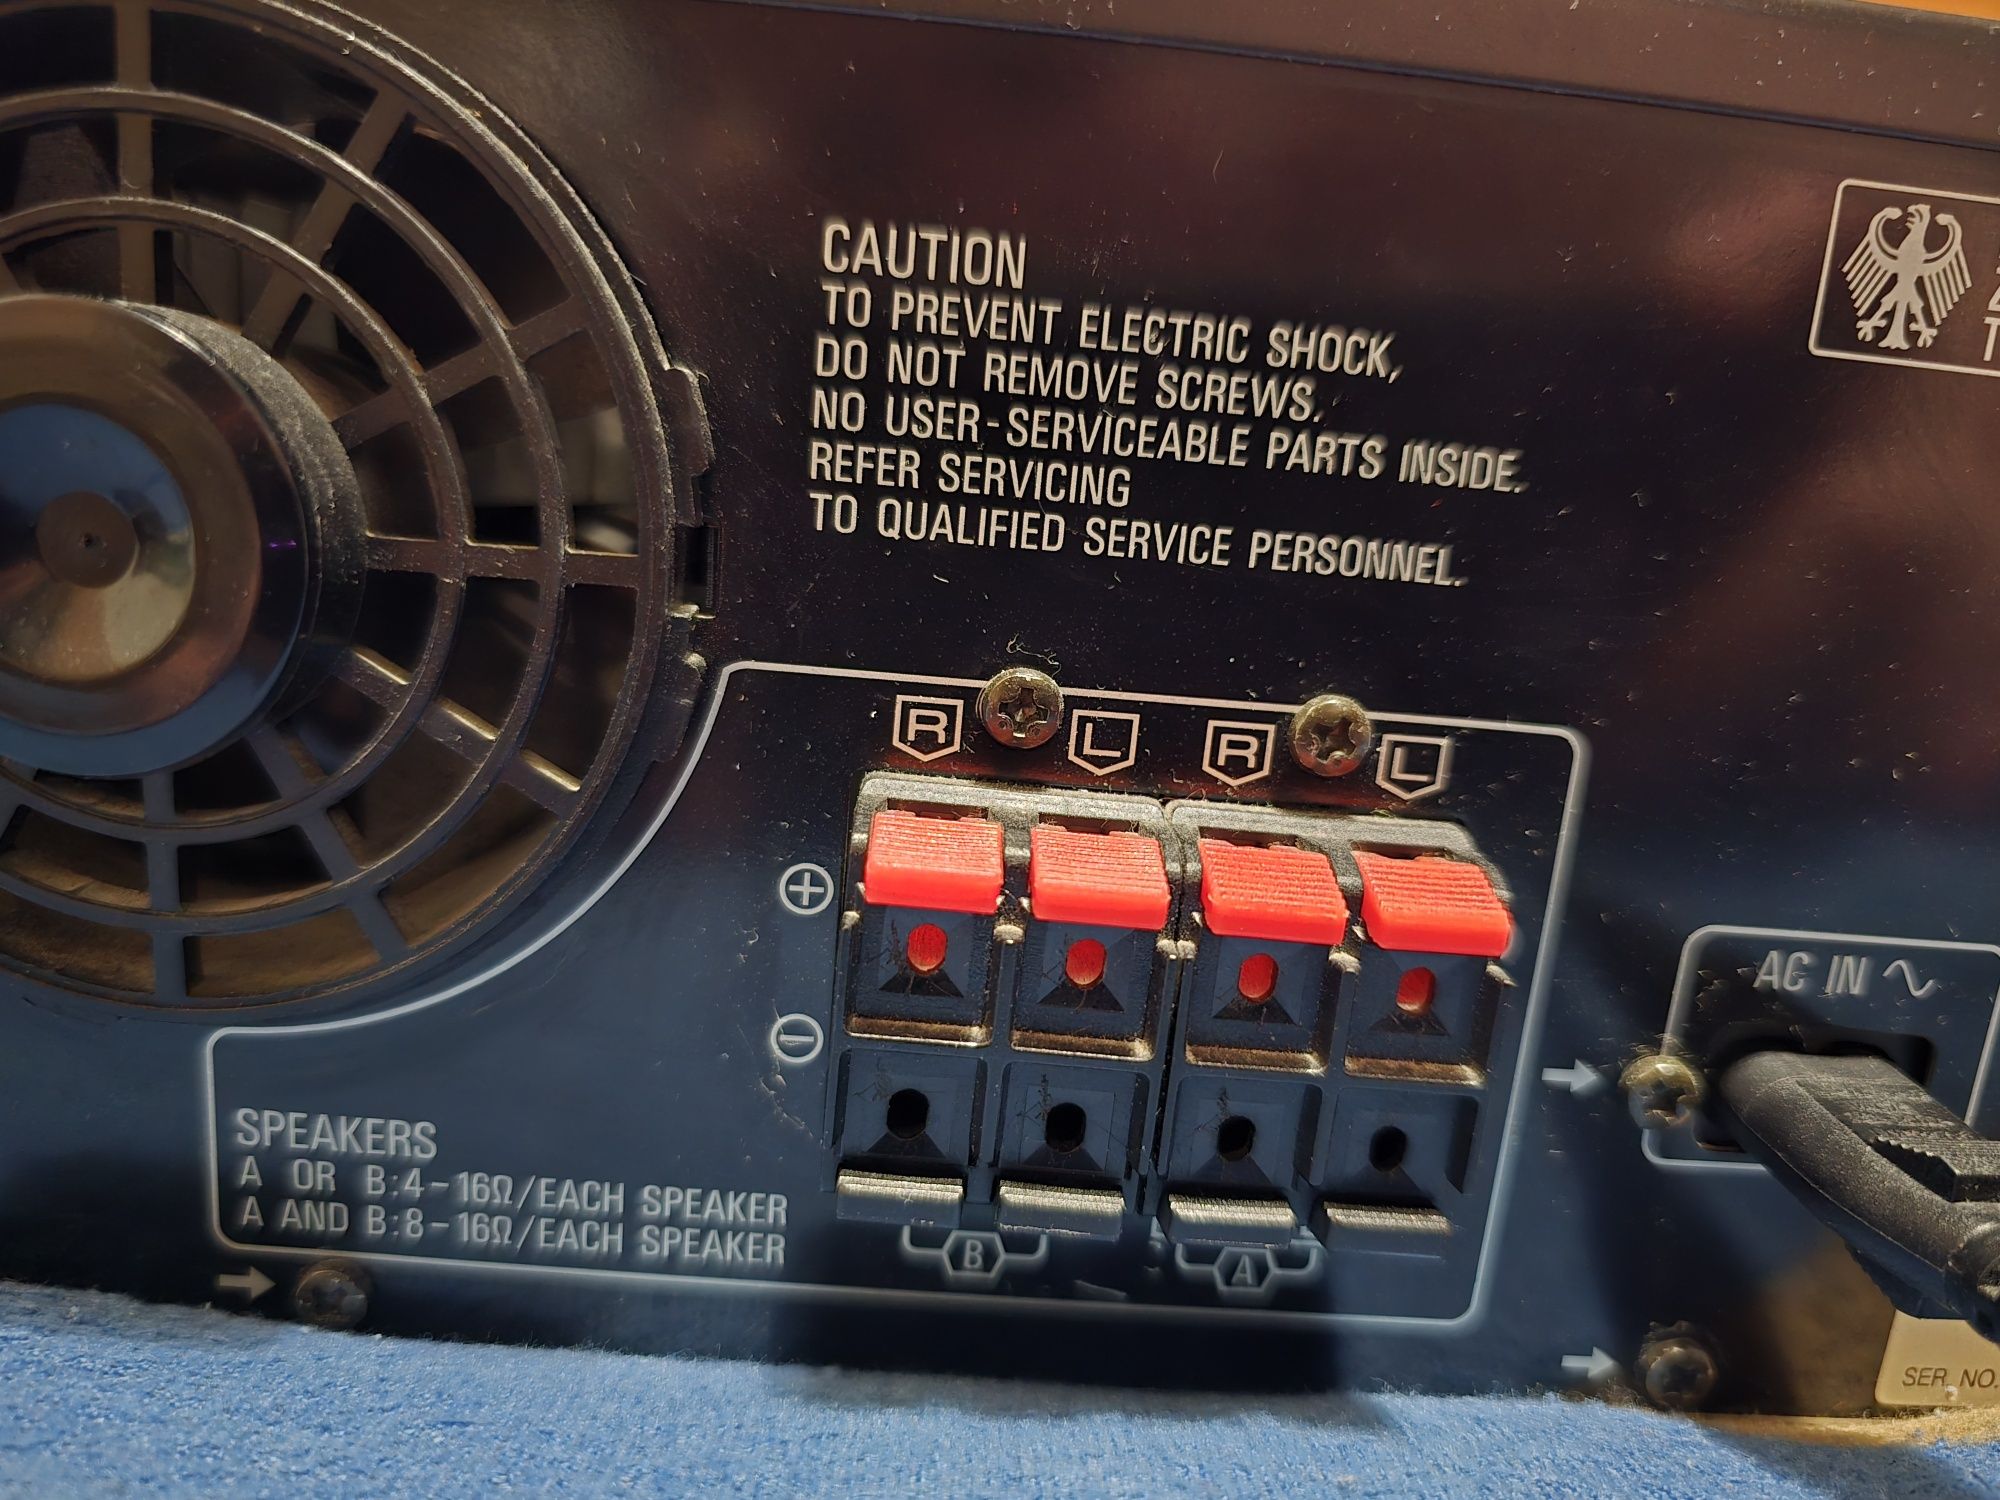 CAUTION
TO PREVENT ELECTRIC SHOCK,
DO NOT REMOVE SCREWS.
NO USER-SERVICEABLE PARTS INSIDE.
REFER SERVICING
TO QUALIFIED SERVICE PERSONNEL.
R L R L
+
−
SPEAKERS
A OR B:4-16Ω/EACH SPEAKER
A AND B:8-16Ω/EACH SPEAKER
B A
AC IN ∿
SER. NO.